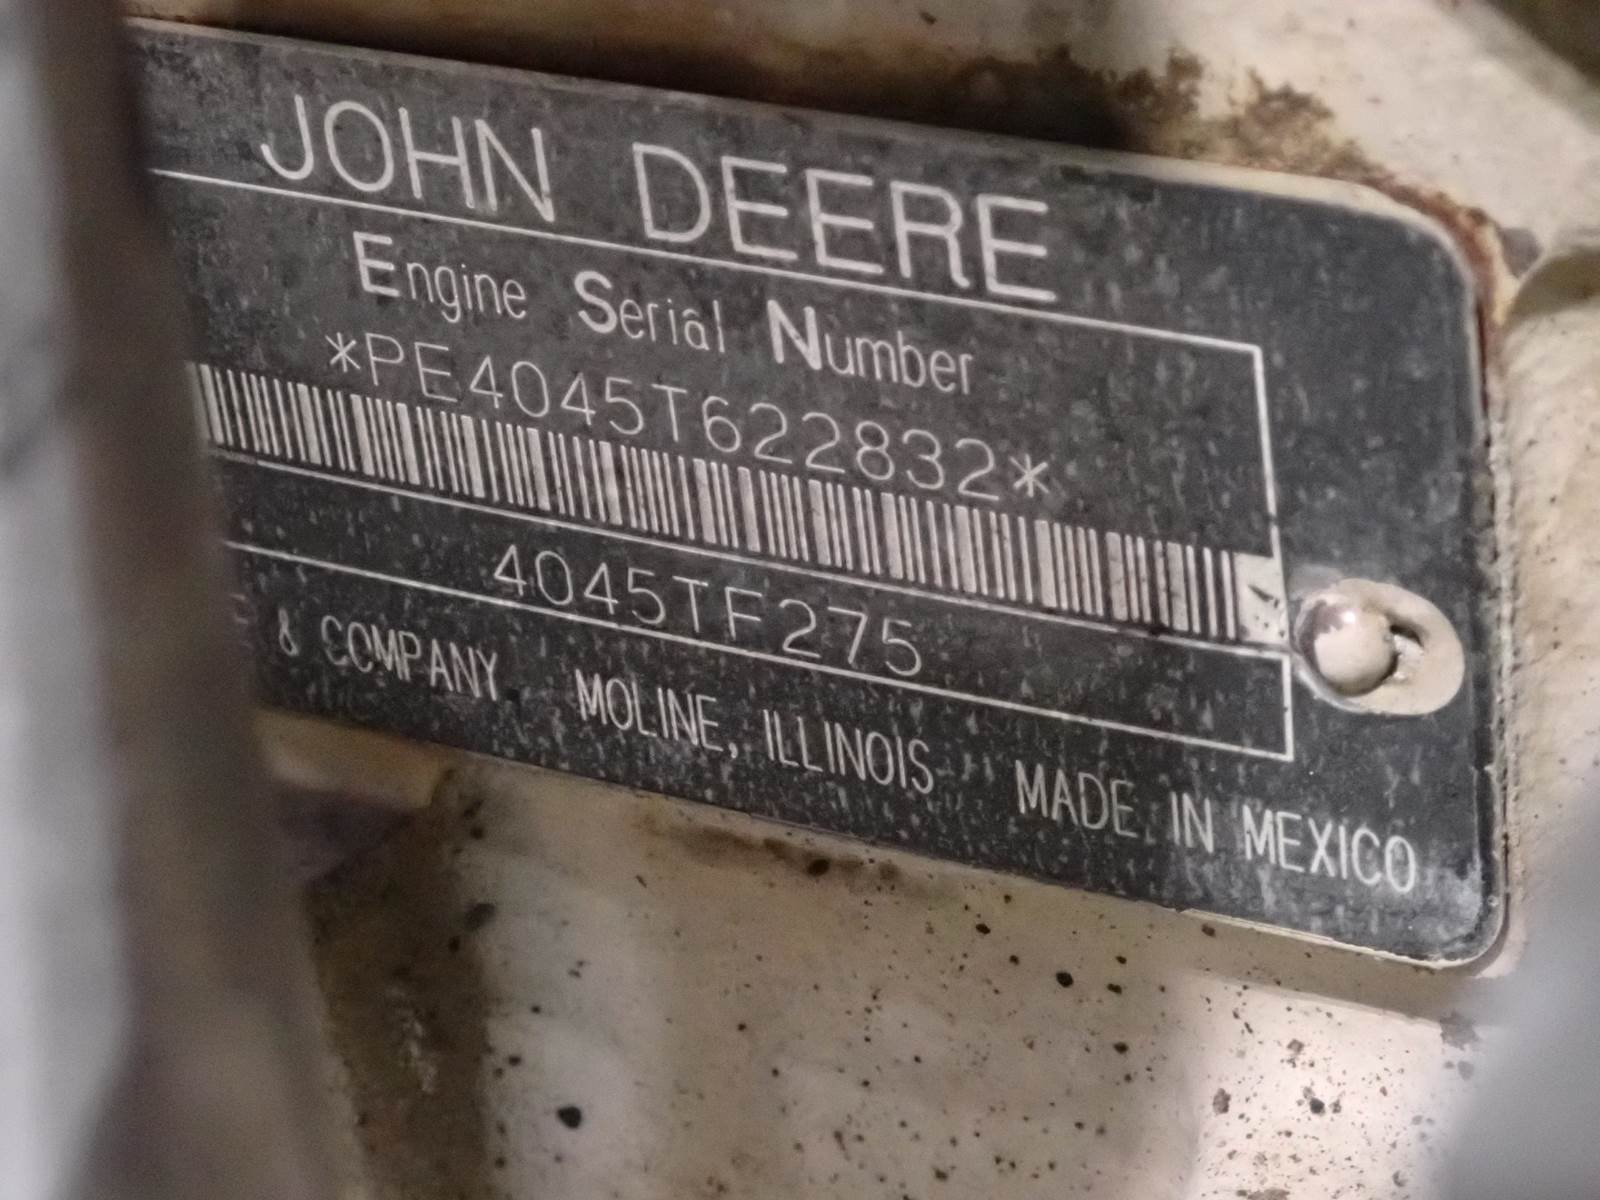 JOHN DEERE
Engine Serial Number
*PE4045T622832*
4045TF275
& COMPANY MOLINE, ILLINOIS MADE IN MEXICO